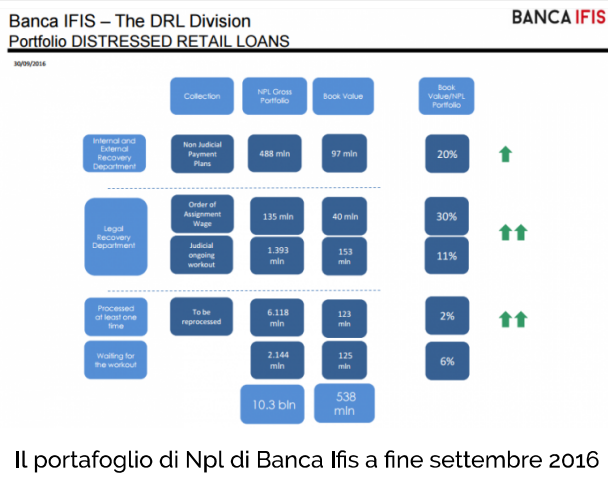 Banca IFIS – The DRL Division
BANCA IFIS
Portfolio DISTRESSED RETAIL LOANS
30/09/2016
Collection
NPL Gross
Portfolio
Book Value
Book
Value/NPL
Portfolio
Internal and
External
Recovery
Department
Non Judicial
Payment
Plans
488 mln
97 mln
20%
Legal
Recovery
Department
Order of
Assignment
Wage
135 mln
40 mln
30%
Judicial
ongoing
workout
1.393
mln
153
mln
11%
Processed
at least one
time
To be
reprocessed
6.118
mln
123
mln
2%
Waiting for
the workout
2.144
mln
125
mln
6%
10.3 bln
538
mln
Il portafoglio di Npl di Banca Ifis a fine settembre 2016